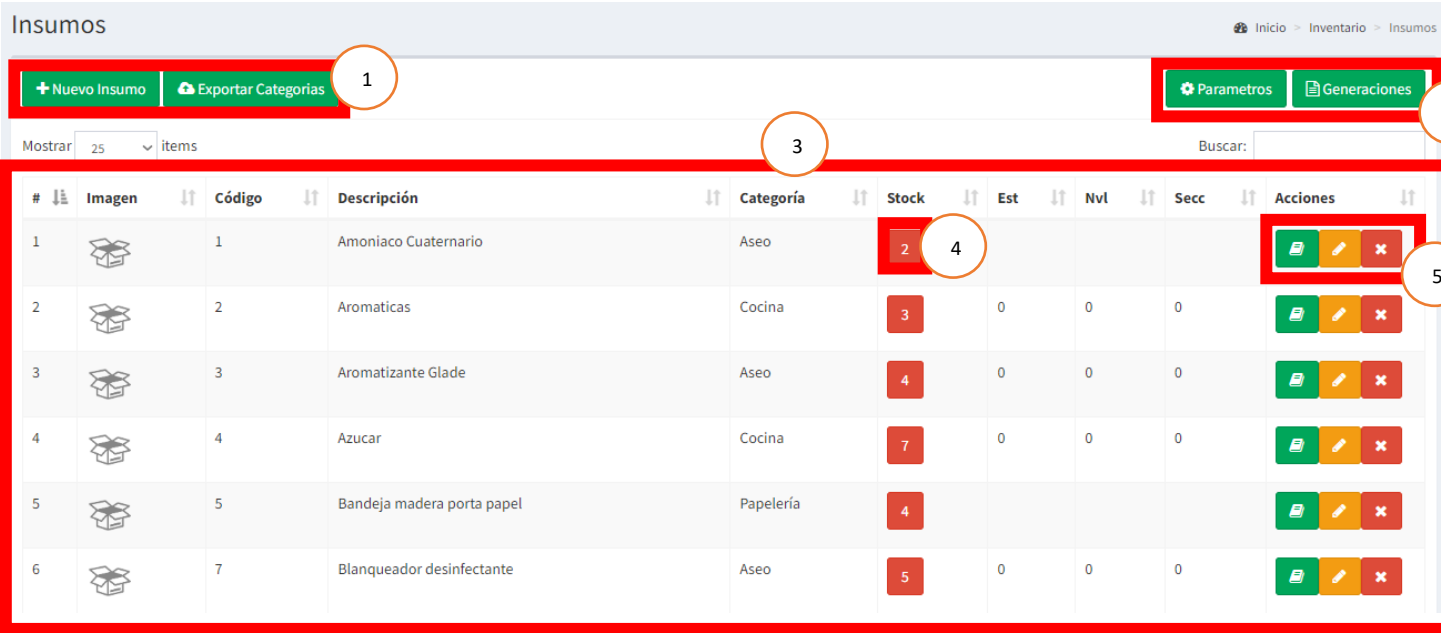 Insumos
Inicio > Inventario > Insumos
Nuevo Insumo Exportar Categorias 1 Parametros Generaciones
Mostrar 25 items 3 Buscar:
# Imagen Código Descripción Categoría Stock Est Nvl Secc Acciones
1 1 Amoniaco Cuaternario Aseo 2 4 5
2 2 Aromaticas Cocina 3 0 0 0
3 3 Aromatizante Glade Aseo 4 0 0 0
4 4 Azucar Cocina 7 0 0 0
5 5 Bandeja madera porta papel Papelería 4
6 7 Blanqueador desinfectante Aseo 5 0 0 0